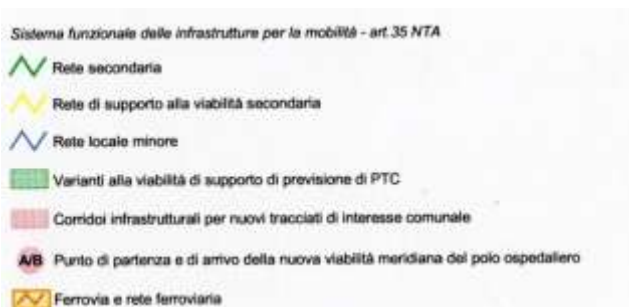 Sistema funzionale delle infrastrutture per la mobilità - art.35 NTA
Rete secondaria
Rete di supporto alla viabilità secondaria
Rete locale minore
Varianti alla viabilità di supporto di previsione di PTC
Corridoi infrastrutturali per nuovi tracciati di interesse comunale
A/B Punto di partenza e di arrivo della nuova viabilità meridiana del polo ospedaliero
Ferrovia e rete ferroviaria